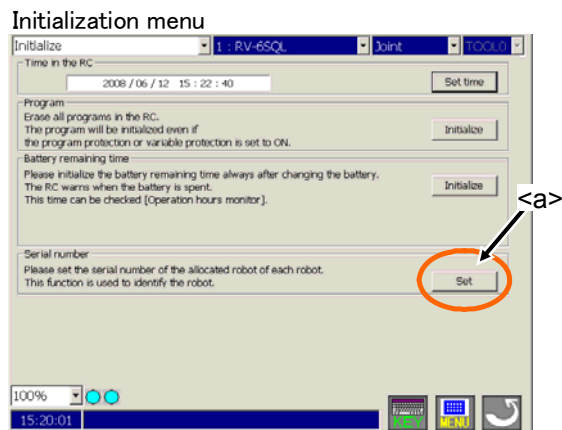 Initialization menu
Initialize 1 : RV-6SQL Joint TOOL0
Time in the RC
2008 / 06 / 12 15 : 22 : 40 Set time
Program
Erase all programs in the RC.
The program will be initialized even if
the program protection or variable protection is set to ON.
Initialize
Battery remaining time
Please initialize the battery remaining time always after changing the battery.
The RC warns when the battery is spent.
This time can be checked [Operation hours monitor].
Initialize
<a>
Serial number
Please set the serial number of the allocated robot of each robot.
This function is used to identify the robot.
Set
100%
15:20:01
KEY MENU